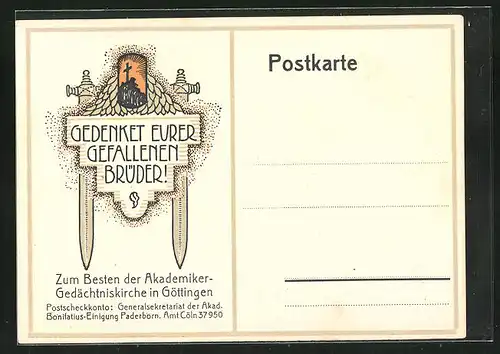 GEDENKET EURER
GEFALLENEN
BRÜDER!
Postkarte
Zum Besten der Akademiker-
Gedächtniskirche in Göttingen
Postscheckkonto: Generalsekretariat der Akad.
Bonifatius-Einigung Paderborn. Amt Cöln 37950